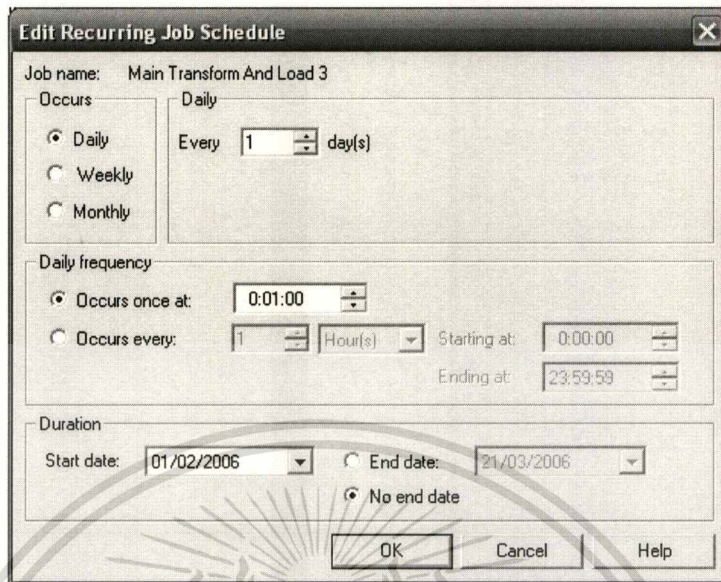 Edit Recurring Job Schedule
Job name: Main Transform And Load 3
Occurs
Daily
Weekly
Monthly
Daily
Every 1 day(s)
Daily frequency
Occurs once at: 0:01:00
Occurs every: 1 Hour(s) Starting at: 0:00:00
Ending at: 23:59:59
Duration
Start date: 01/02/2006 End date: 21/03/2006
No end date
OK Cancel Help